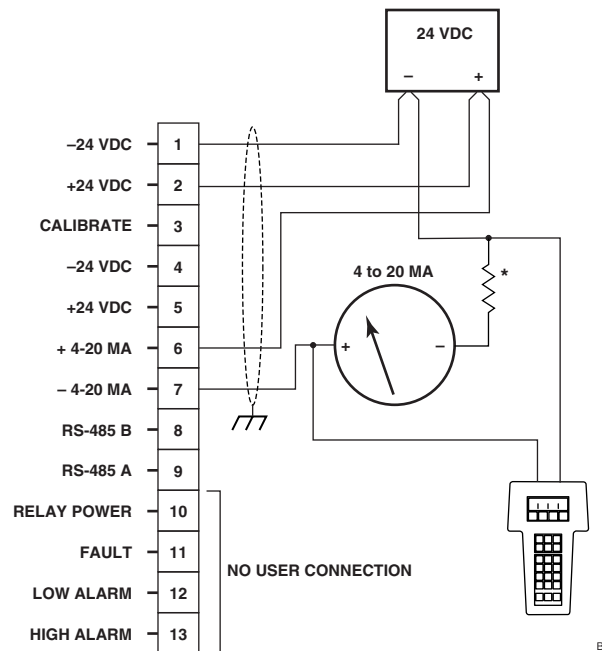 24 VDC
– +
–24 VDC 1
+24 VDC 2
CALIBRATE 3
–24 VDC 4
+24 VDC 5
+ 4-20 MA 6
– 4-20 MA 7
RS-485 B 8
RS-485 A 9
RELAY POWER 10
FAULT 11
LOW ALARM 12
HIGH ALARM 13
4 to 20 MA
*
+ –
NO USER CONNECTION
B